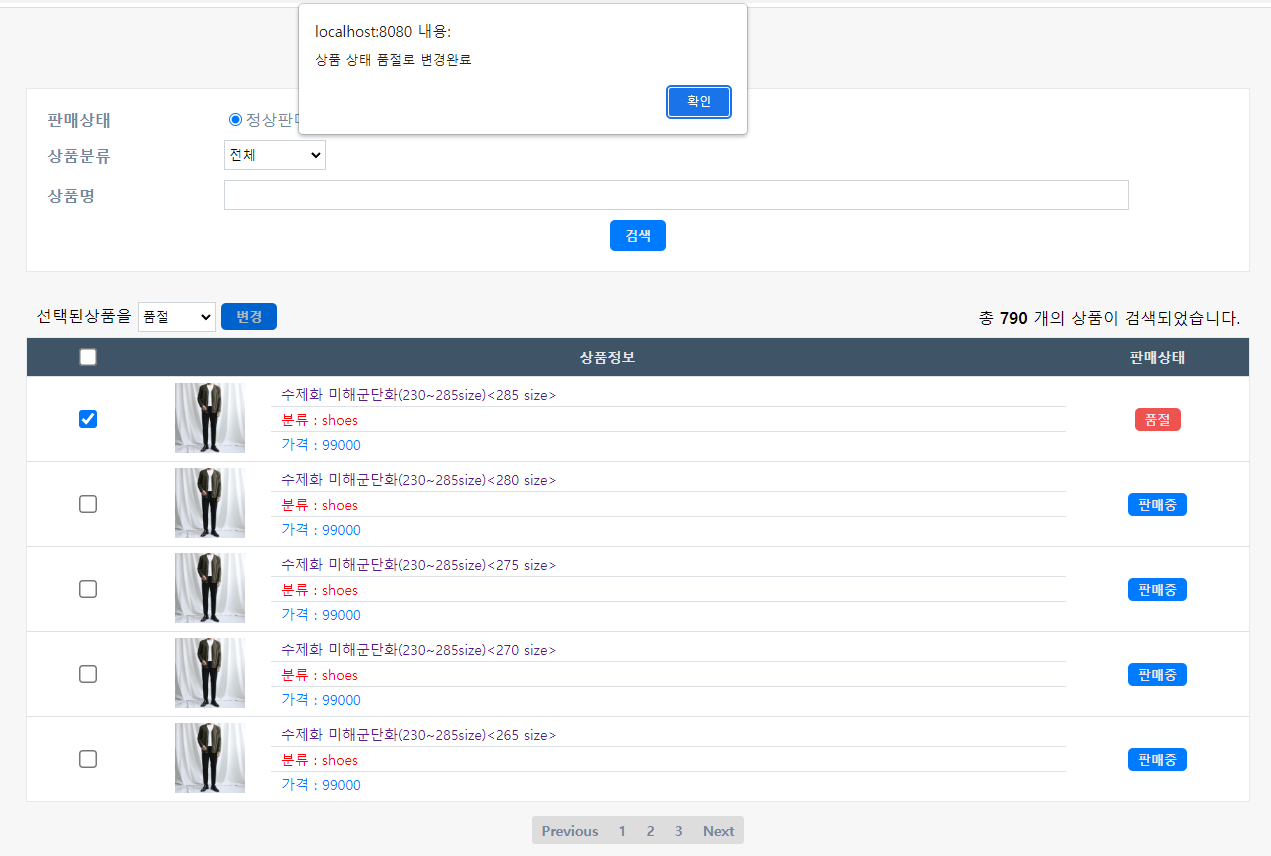 localhost:8080 내용:
상품 상태 품절로 변경완료
확인
판매상태
정상판
상품분류
전체
상품명
검색
선택된상품을 품절 변경
총 790 개의 상품이 검색되었습니다.
상품정보 판매상태
수제화 미해군단화(230~285size)<285 size>
분류 : shoes
가격 : 99000
품절
수제화 미해군단화(230~285size)<280 size>
분류 : shoes
가격 : 99000
판매중
수제화 미해군단화(230~285size)<275 size>
분류 : shoes
가격 : 99000
판매중
수제화 미해군단화(230~285size)<270 size>
분류 : shoes
가격 : 99000
판매중
수제화 미해군단화(230~285size)<265 size>
분류 : shoes
가격 : 99000
판매중
Previous 1 2 3 Next